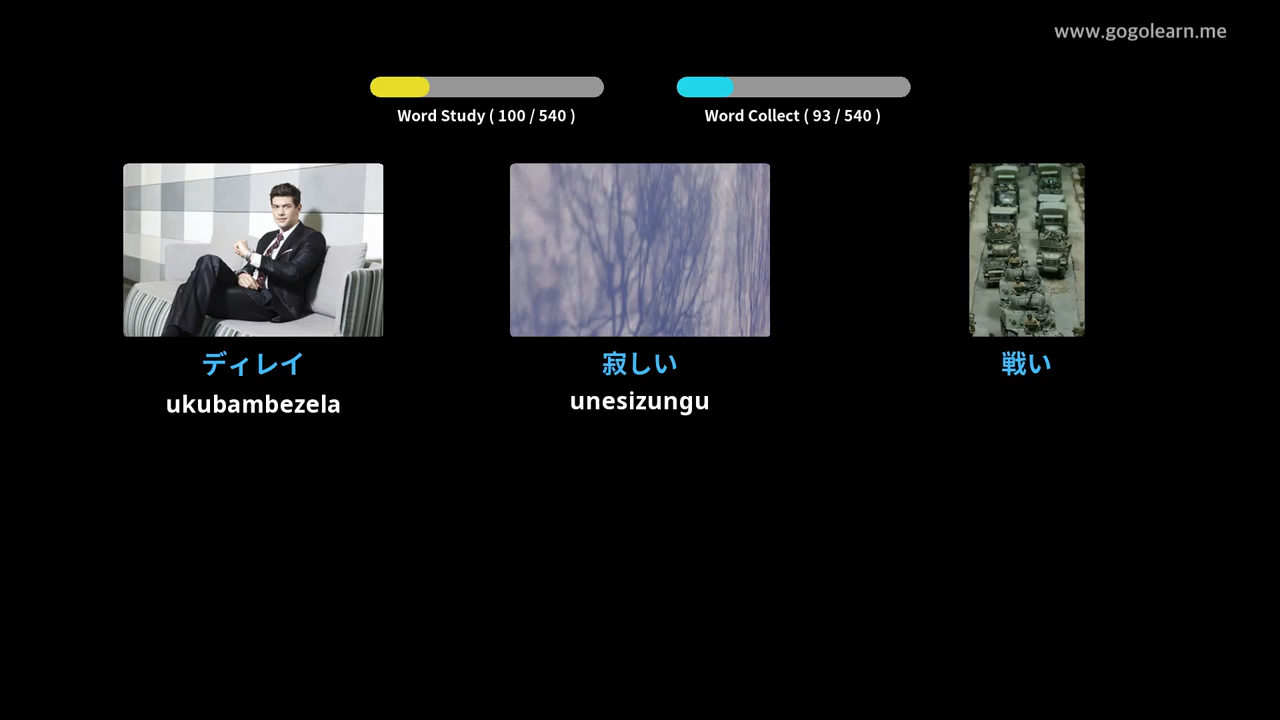 www.gogolearn.me
Word Study ( 100 / 540 )
Word Collect ( 93 / 540 )
ディレイ
寂しい
戦い
ukubambezela
unesizungu